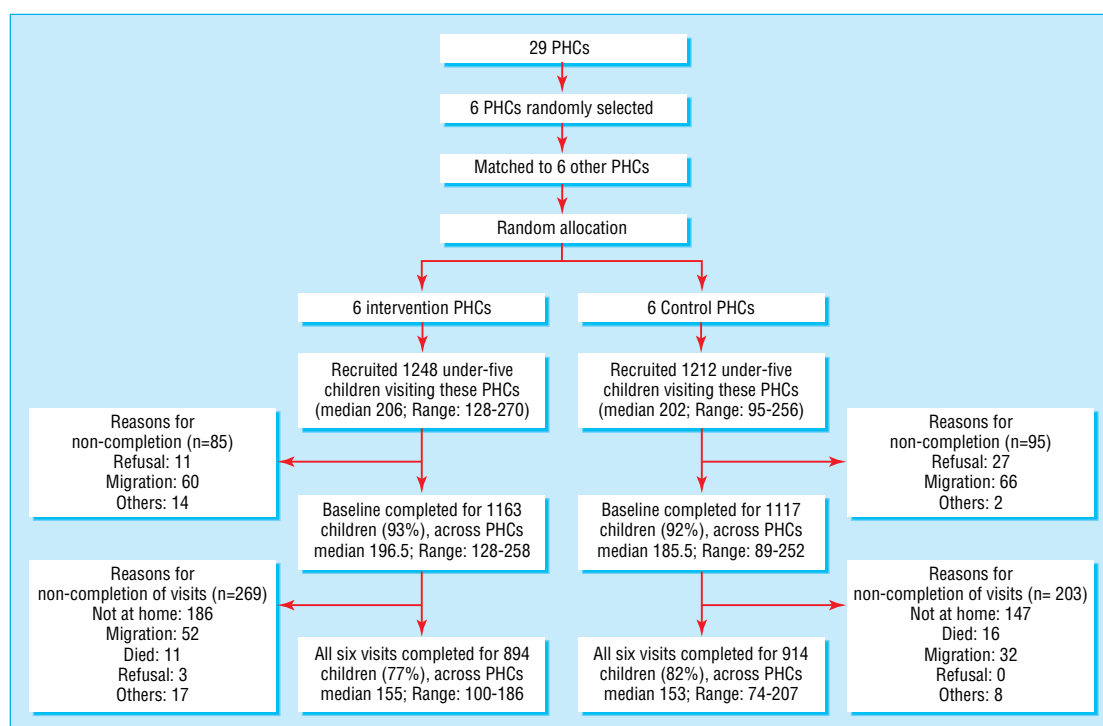 29 PHCs
6 PHCs randomly selected
Matched to 6 other PHCs
Random allocation
6 intervention PHCs
6 Control PHCs
Recruited 1248 under-five
children visiting these PHCs
(median 206; Range: 128-270)
Recruited 1212 under-five
children visiting these PHCs
(median 202; Range: 95-256)
Reasons for
non-completion (n=85)
Refusal: 11
Migration: 60
Others: 14
Reasons for
non-completion (n=95)
Refusal: 27
Migration: 66
Others: 2
Baseline completed for 1163
children (93%), across PHCs
median 196.5; Range: 128-258
Baseline completed for 1117
children (92%), across PHCs
median 185.5; Range: 89-252
Reasons for
non-completion of visits (n=269)
Not at home: 186
Migration: 52
Died: 11
Refusal: 3
Others: 17
Reasons for
non-completion of visits (n= 203)
Not at home: 147
Died: 16
Migration: 32
Refusal: 0
Others: 8
All six visits completed for 894
children (77%), across PHCs
median 155; Range: 100-186
All six visits completed for 914
children (82%), across PHCs
median 153; Range: 74-207